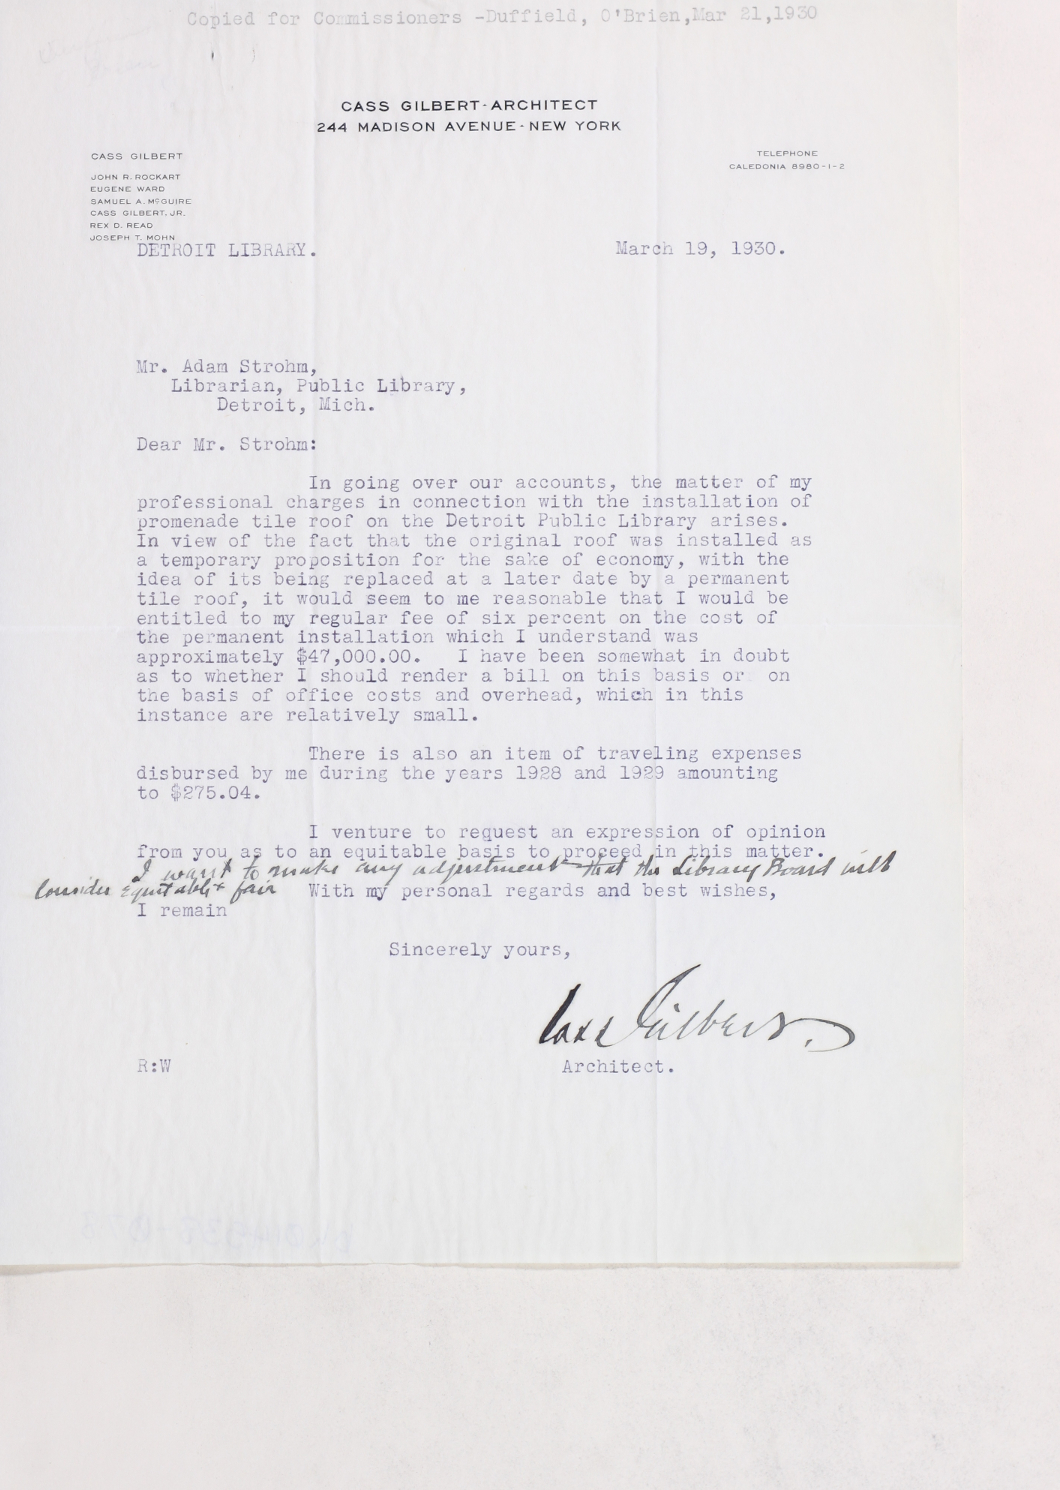 Copied for Commissioners -Duffield, O'Brien,Mar 21,1930
CASS GILBERT-ARCHITECT
244 MADISON AVENUE-NEW YORK
CASS GILBERT
JOHN R. ROCKART
EUGENE WARD
SAMUEL A. McGUIRE
CASS GILBERT, JR.
REX D. READ
JOSEPH T. MOHN
TELEPHONE
CALEDONIA 8980-1-2
DETROIT LIBRARY.
March 19, 1930.
Mr. Adam Strohm,
Librarian, Public Library,
Detroit, Mich.
Dear Mr. Strohm:
In going over our accounts, the matter of my
professional charges in connection with the installation of
promenade tile roof on the Detroit Public Library arises.
In view of the fact that the original roof was installed as
a temporary proposition for the sake of economy, with the
idea of its being replaced at a later date by a permanent
tile roof, it would seem to me reasonable that I would be
entitled to my regular fee of six percent on the cost of
the permanent installation which I understand was
approximately $47,000.00. I have been somewhat in doubt
as to whether I should render a bill on this basis or on
the basis of office costs and overhead, which in this
instance are relatively small.
There is also an item of traveling expenses
disbursed by me during the years 1928 and 1929 amounting
to $275.04.
I venture to request an expression of opinion
from you as to an equitable basis to proceed in this matter.
I want to make any adjustment that the Library Board will
consider equitable & fair
With my personal regards and best wishes,
I remain
Sincerely yours,
Cass Gilbert.
R:W
Architect.